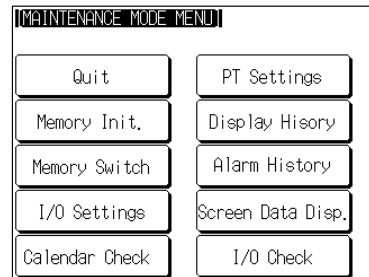 [MAINTENANCE MODE MENU]
Quit
PT Settings
Memory Init.
Display Hisory
Memory Switch
Alarm History
I/O Settings
Screen Data Disp.
Calendar Check
I/O Check